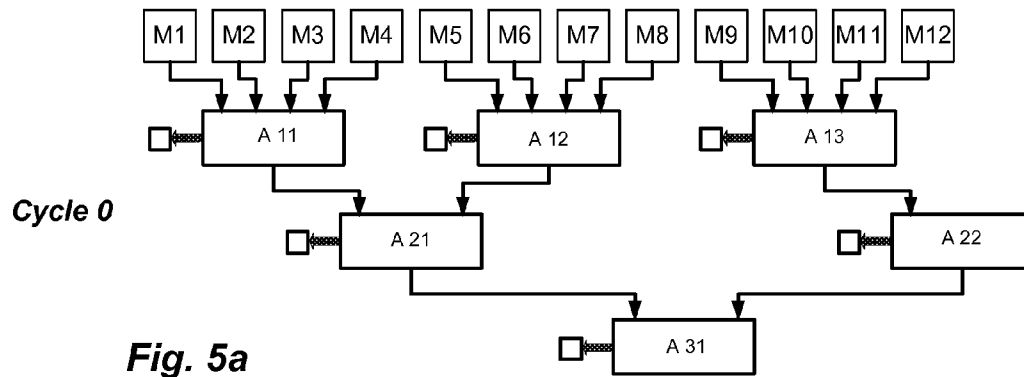 M1 M2 M3 M4 M5 M6 M7 M8 M9 M10 M11 M12
A 11 A 12 A 13
Cycle 0
A 21 A 22
A 31
Fig. 5a